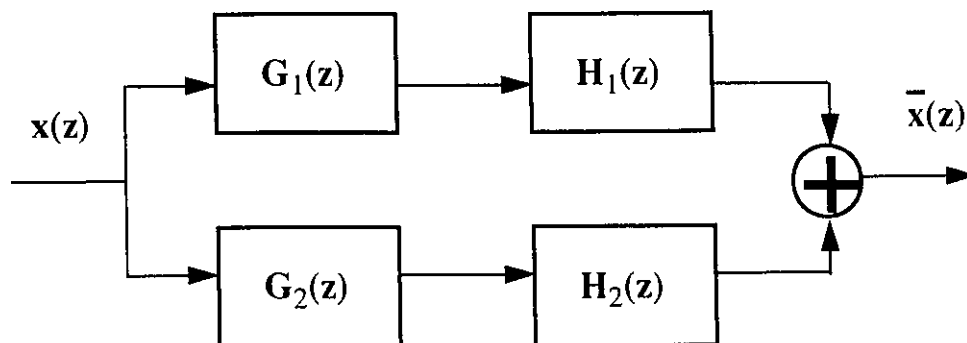 G₁(z)
H₁(z)
x(z)
x̄(z)
G₂(z)
H₂(z)